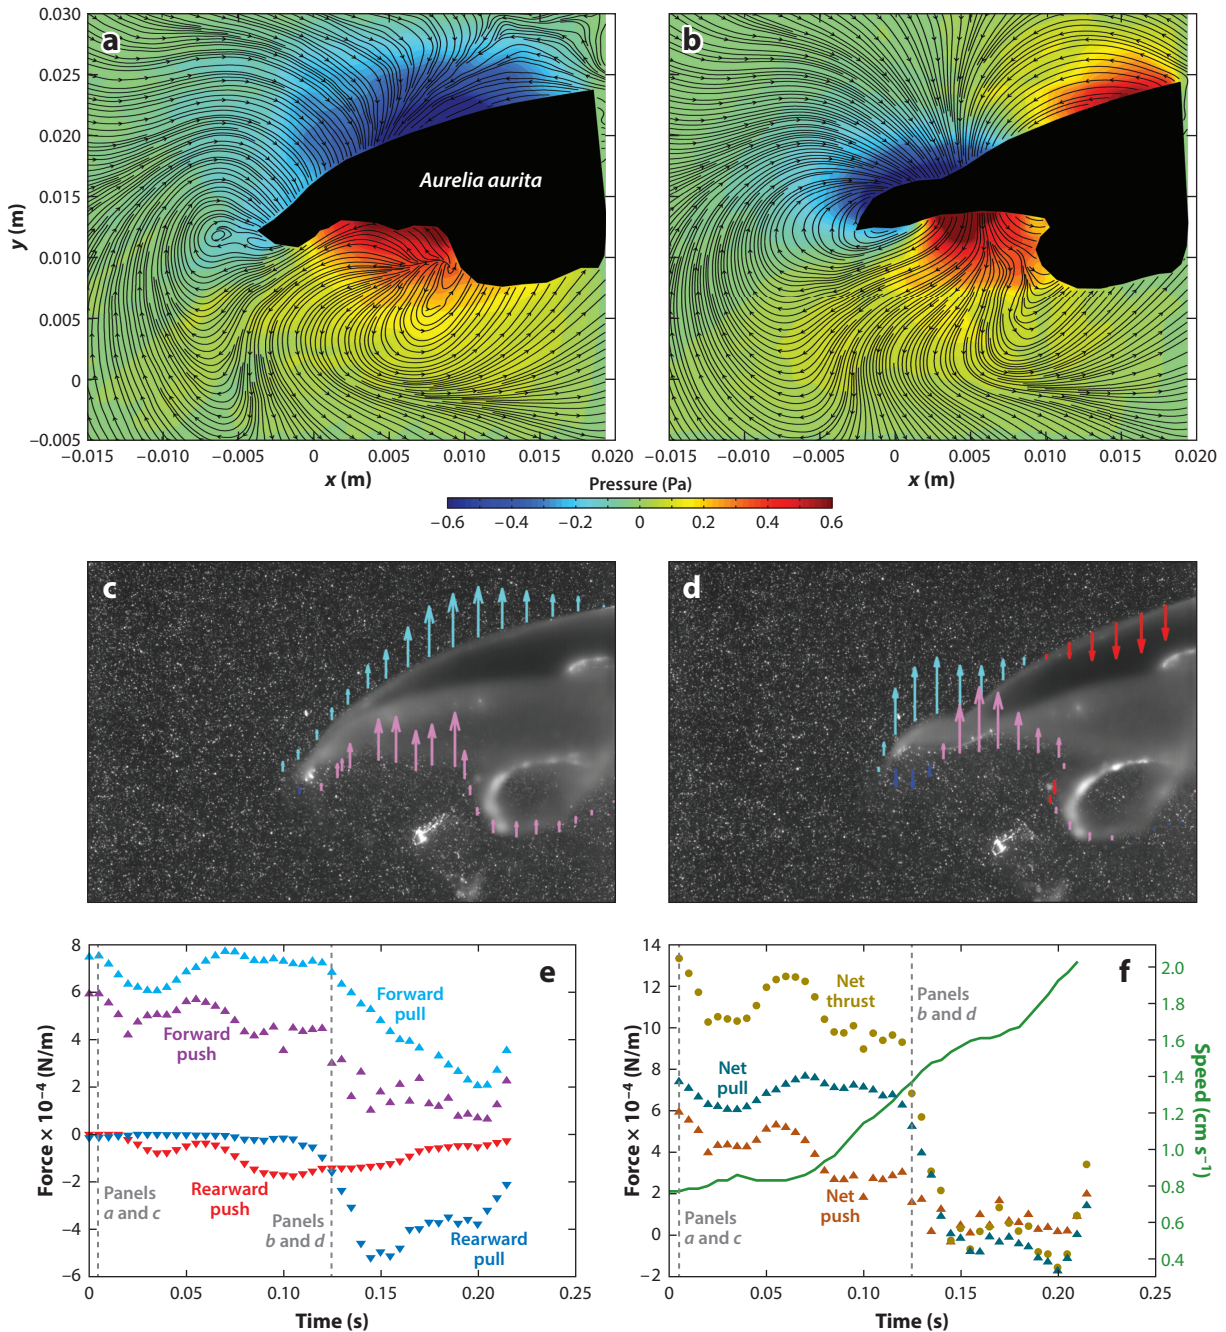 a
b
0.030
0.025
0.020
0.015
0.010
0.005
0
−0.005
y (m)
Aurelia aurita
−0.015
−0.010
−0.005
0
0.005
0.010
0.015
0.020
x (m)
−0.015
−0.010
−0.005
0
0.005
0.010
0.015
0.020
x (m)
Pressure (Pa)
−0.6
−0.4
−0.2
0
0.2
0.4
0.6
c
d
e
8
6
4
2
0
−2
−4
−6
Force × 10⁻⁴ (N/m)
Forward
pull
Forward
push
Rearward
push
Rearward
pull
Panels
a and c
Panels
b and d
0
0.05
0.10
0.15
0.20
0.25
Time (s)
f
14
12
10
8
6
4
2
0
−2
Force × 10⁻⁴ (N/m)
Net
thrust
Net
pull
Net
push
Panels
a and c
Panels
b and d
2.0
1.8
1.6
1.4
1.2
1.0
0.8
0.6
0.4
Speed (cm s⁻¹)
0
0.05
0.10
0.15
0.20
0.25
Time (s)